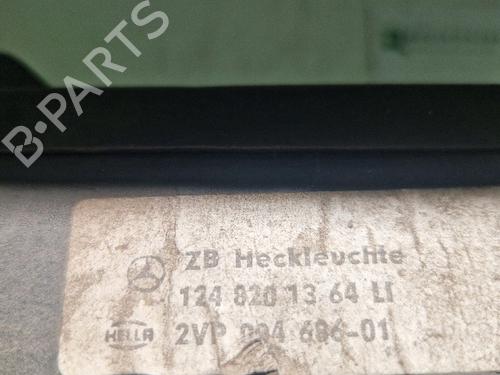 B-PARTS
ZB Heckleuchte
124 820 13 64 LI
HELLA 2VP 004 686-01